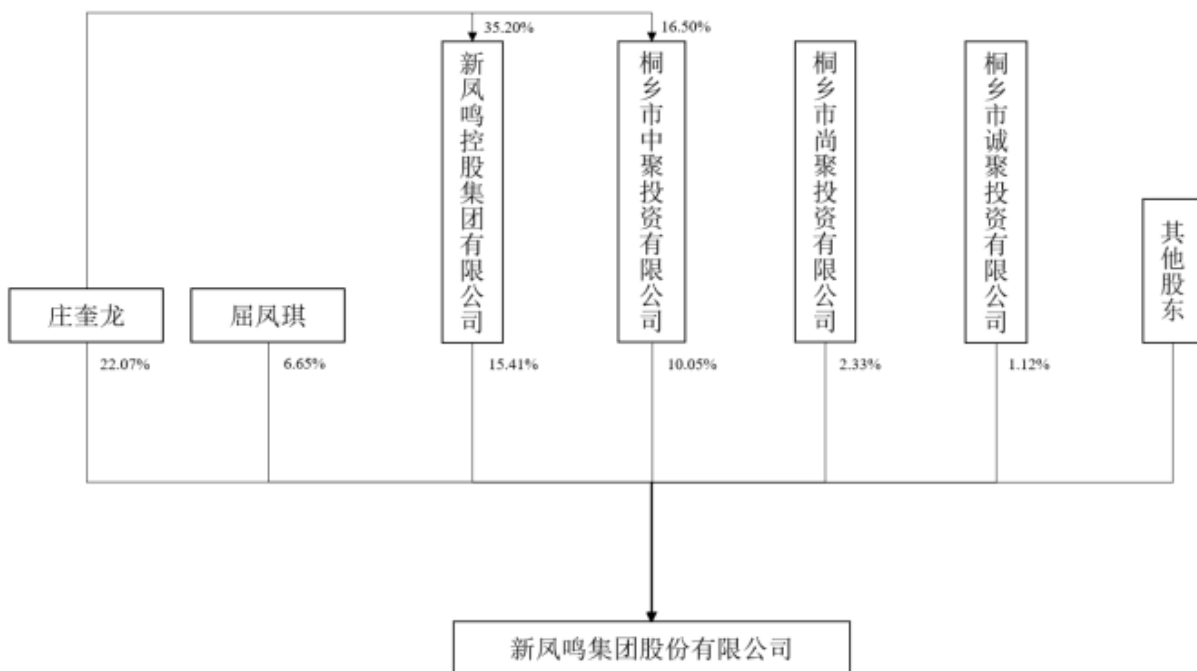 35.20%
16.50%
新凤鸣控股集团有限公司
桐乡市中聚投资有限公司
桐乡市尚聚投资有限公司
桐乡市诚聚投资有限公司
其他股东
庄奎龙
屈凤琪
22.07%
6.65%
15.41%
10.05%
2.33%
1.12%
新凤鸣集团股份有限公司